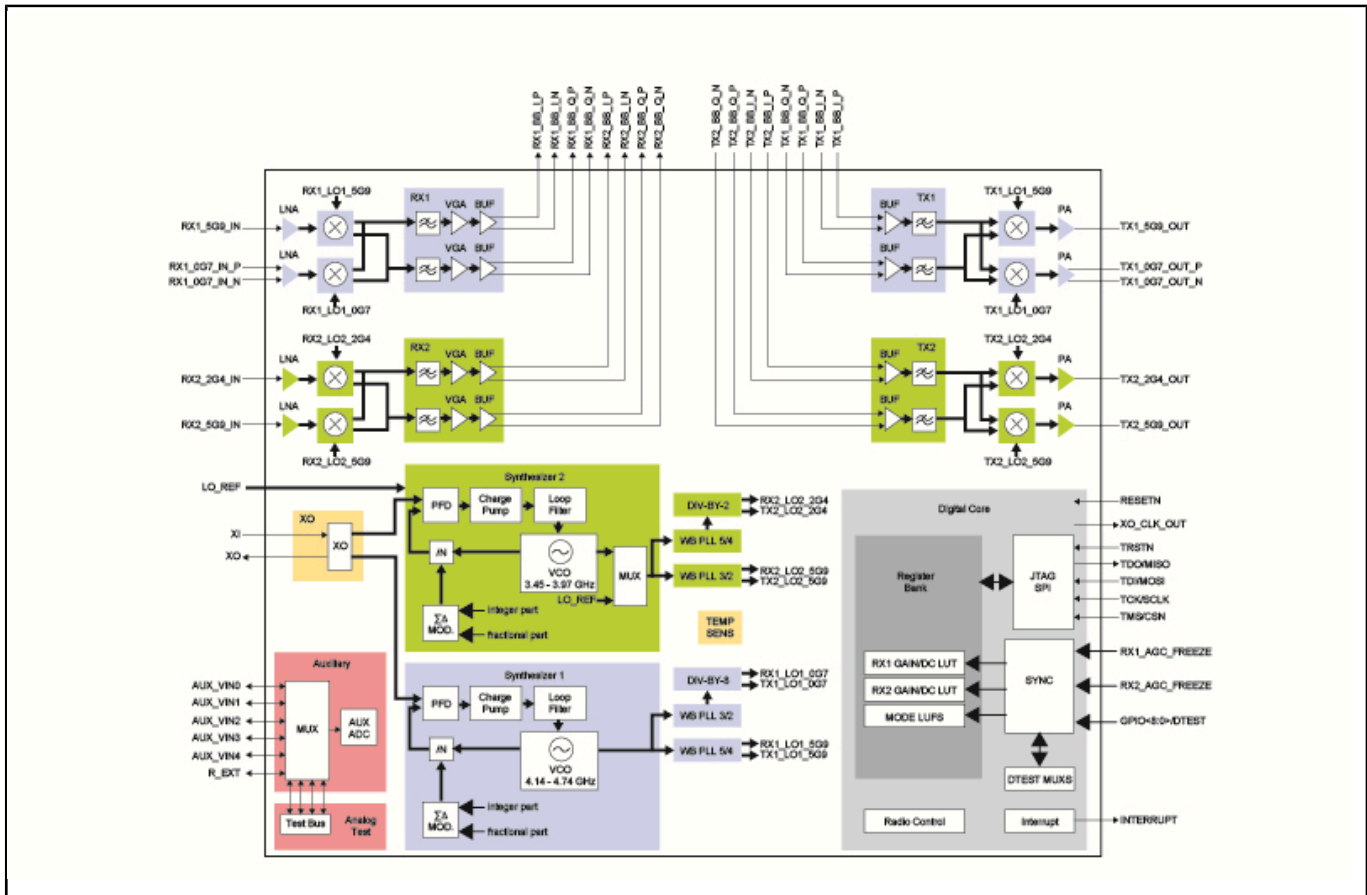 RX1_BB_I_P
RX1_BB_I_N
RX1_BB_Q_P
RX1_BB_Q_N
RX2_BB_I_P
RX2_BB_I_N
RX2_BB_Q_P
RX2_BB_Q_N
TX2_BB_Q_N
TX2_BB_Q_P
TX2_BB_I_N
TX2_BB_I_P
TX1_BB_Q_N
TX1_BB_Q_P
TX1_BB_I_N
TX1_BB_I_P
RX1_LO1_5G9
LNA
RX1
VGA BUF
RX1_5G9_IN
LNA
VGA BUF
RX1_0G7_IN_P
RX1_0G7_IN_N
RX1_LO1_0G7
TX1_LO1_5G9
BUF
TX1
PA
TX1_5G9_OUT
BUF
PA
TX1_0G7_OUT_P
TX1_0G7_OUT_N
TX1_LO1_0G7
RX2_LO2_2G4
LNA
RX2
VGA BUF
RX2_2G4_IN
LNA
VGA BUF
RX2_5G9_IN
RX2_LO2_5G9
TX2_LO2_2G4
BUF
TX2
PA
TX2_2G4_OUT
BUF
PA
TX2_5G9_OUT
TX2_LO2_5G9
LO_REF
XO
XI
XO
XO
Synthesizer 2
PFD
Charge
Pump
Loop
Filter
/N
VCO
3.45 - 3.97 GHz
MUX
LO_REF
ΣΔ
MOD.
integer part
fractional part
DIV-BY-2
RX2_LO2_2G4
TX2_LO2_2G4
WS PLL 5/4
WS PLL 3/2
RX2_LO2_5G9
TX2_LO2_5G9
TEMP
SENS
Auxiliary
AUX_VIN0
AUX_VIN1
AUX_VIN2
AUX_VIN3
AUX_VIN4
R_EXT
MUX
AUX
ADC
Test Bus
Analog
Test
Synthesizer 1
PFD
Charge
Pump
Loop
Filter
/N
VCO
4.14 - 4.74 GHz
ΣΔ
MOD.
integer part
fractional part
DIV-BY-8
RX1_LO1_0G7
TX1_LO1_0G7
WS PLL 3/2
WS PLL 5/4
RX1_LO1_5G9
TX1_LO1_5G9
Digital Core
Register
Bank
JTAG
SPI
RX1 GAIN/DC LUT
RX2 GAIN/DC LUT
MODE LUFS
SYNC
DTEST MUXS
Radio Control
Interrupt
RESETN
XO_CLK_OUT
TRSTN
TDO/MISO
TDI/MOSI
TCK/SCLK
TMS/CSN
RX1_AGC_FREEZE
RX2_AGC_FREEZE
GPIO<8:0>/DTEST
INTERRUPT